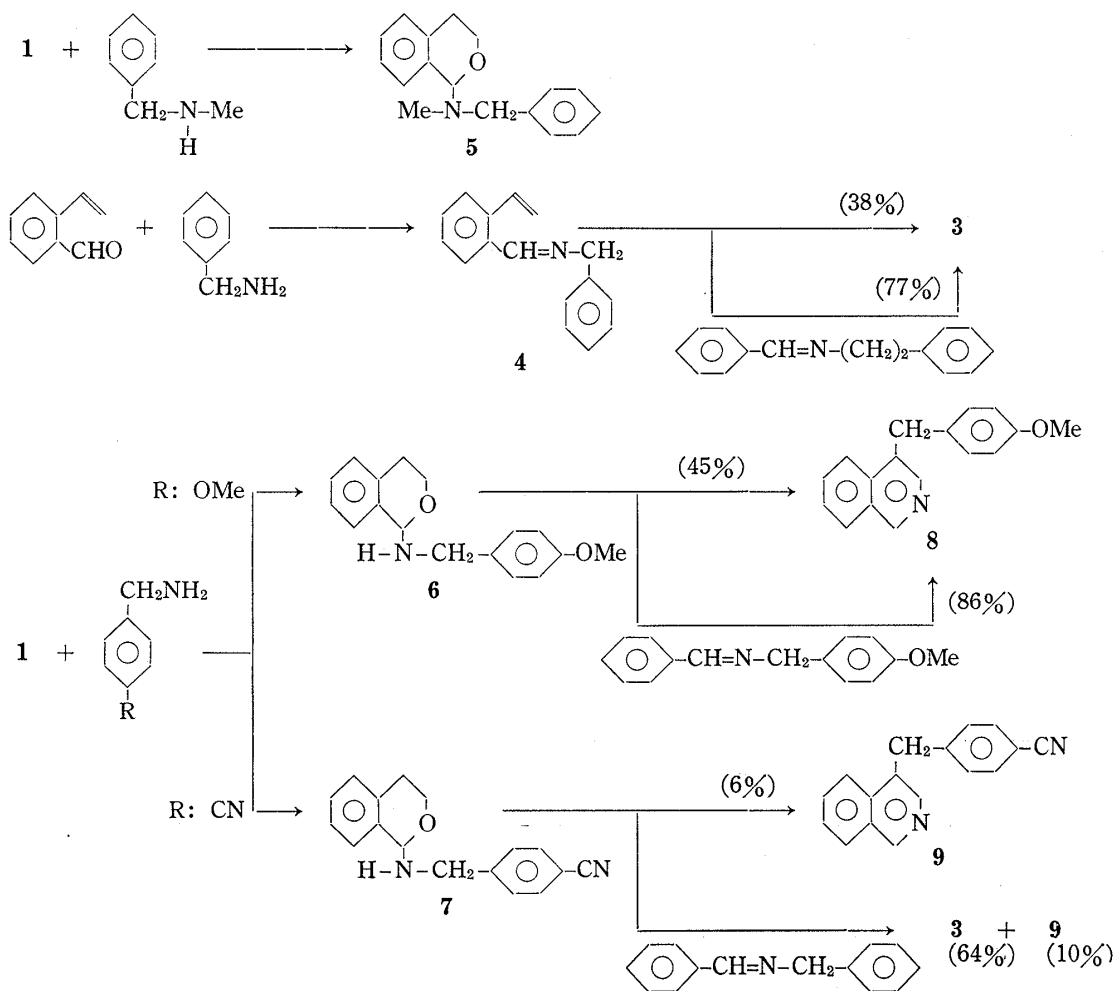 1 + CH₂–N–Me H → O Me–N–CH₂ 5
CHO + CH₂NH₂ → CH=N–CH₂ 4 (38%) 3
(77%)
CH=N–(CH₂)₂
R: OMe → O H–N–CH₂ OMe 6 (45%) CH₂ OMe N 8
(86%)
CH=N–CH₂ OMe
1 + CH₂NH₂ R
R: CN → O H–N–CH₂ CN 7 (6%) CH₂ CN N 9
CH=N–CH₂
3 + 9
(64%) (10%)